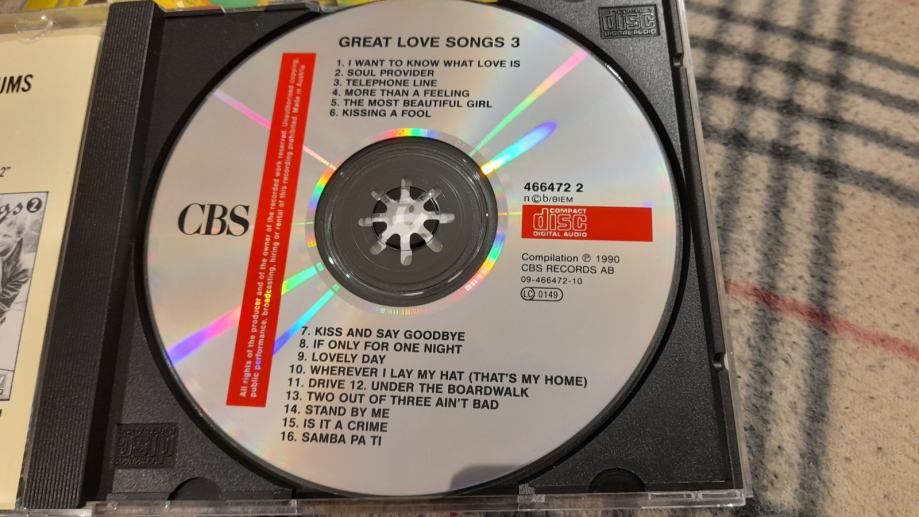 UMS
2"
GREAT LOVE SONGS 3
1. I WANT TO KNOW WHAT LOVE IS
2. SOUL PROVIDER
3. TELEPHONE LINE
4. MORE THAN A FEELING
5. THE MOST BEAUTIFUL GIRL
6. KISSING A FOOL
CBS
All rights of the producer and of the owner of the recorded work reserved. Unauthorised copying,
public performance, broadcasting, hiring or rental of this recording prohibited. Made in Austria.
466472 2
n©b/BIEM
COMPACT
disc
DIGITAL AUDIO
Compilation ℗ 1990
CBS RECORDS AB
09-466472-10
LC 0149
7. KISS AND SAY GOODBYE
8. IF ONLY FOR ONE NIGHT
9. LOVELY DAY
10. WHEREVER I LAY MY HAT (THAT'S MY HOME)
11. DRIVE 12. UNDER THE BOARDWALK
13. TWO OUT OF THREE AIN'T BAD
14. STAND BY ME
15. IS IT A CRIME
16. SAMBA PA TI
COMPACT
disc
DIGITAL AUDIO